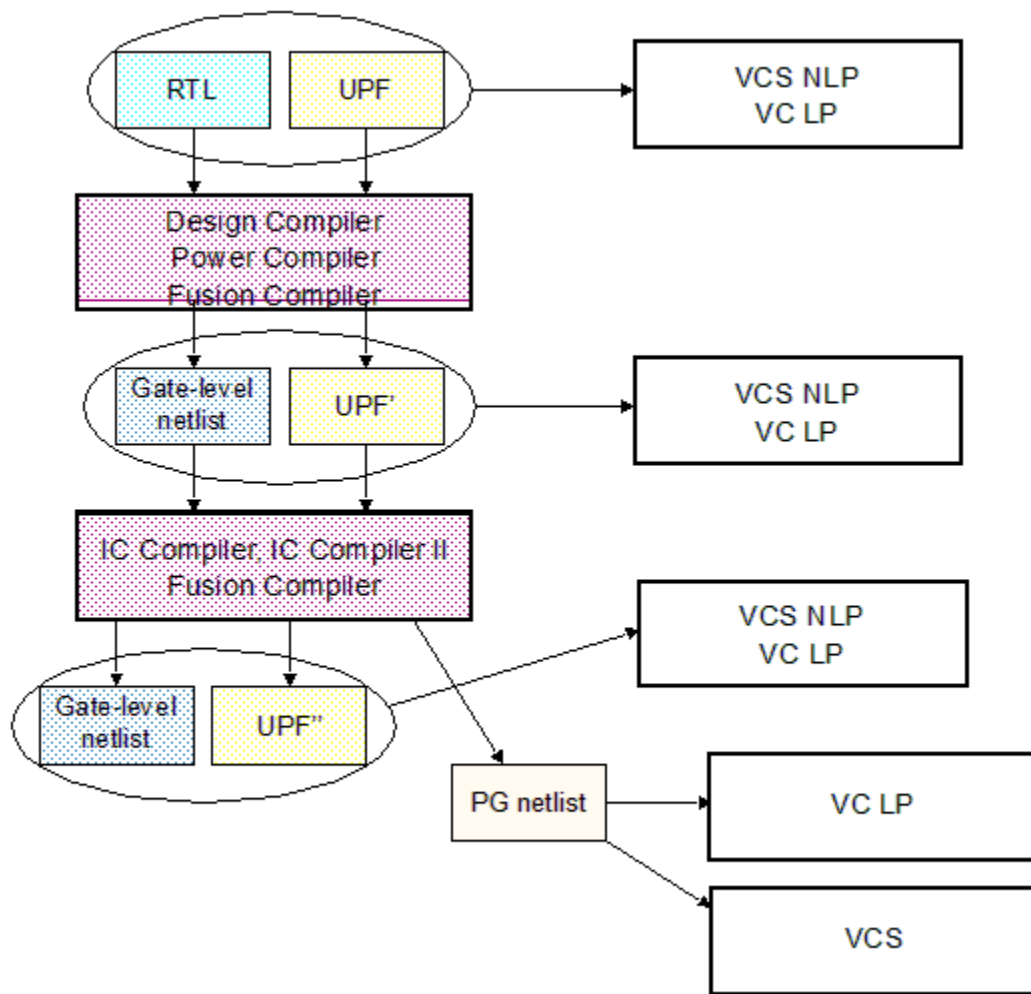 RTL
UPF
VCS NLP
VC LP
Design Compiler
Power Compiler
Fusion Compiler
Gate-level
netlist
UPF'
VCS NLP
VC LP
IC Compiler, IC Compiler II
Fusion Compiler
VCS NLP
VC LP
Gate-level
netlist
UPF"
PG netlist
VC LP
VCS